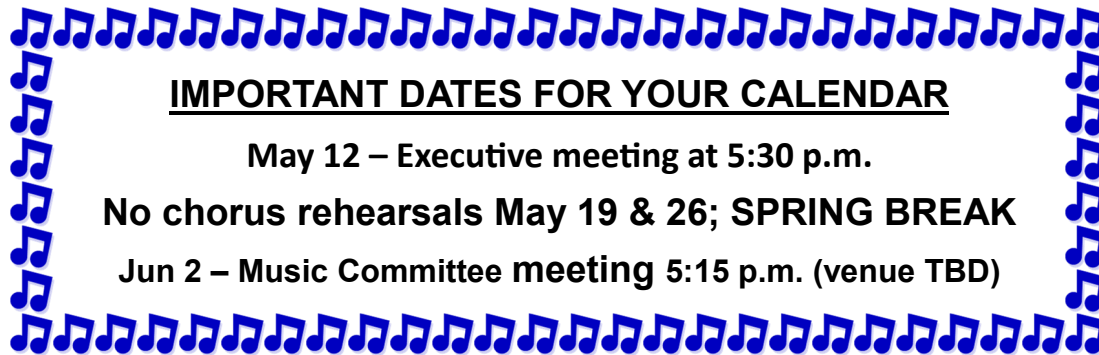 IMPORTANT DATES FOR YOUR CALENDAR
May 12 – Executive meeting at 5:30 p.m.
No chorus rehearsals May 19 & 26; SPRING BREAK
Jun 2 – Music Committee meeting 5:15 p.m. (venue TBD)